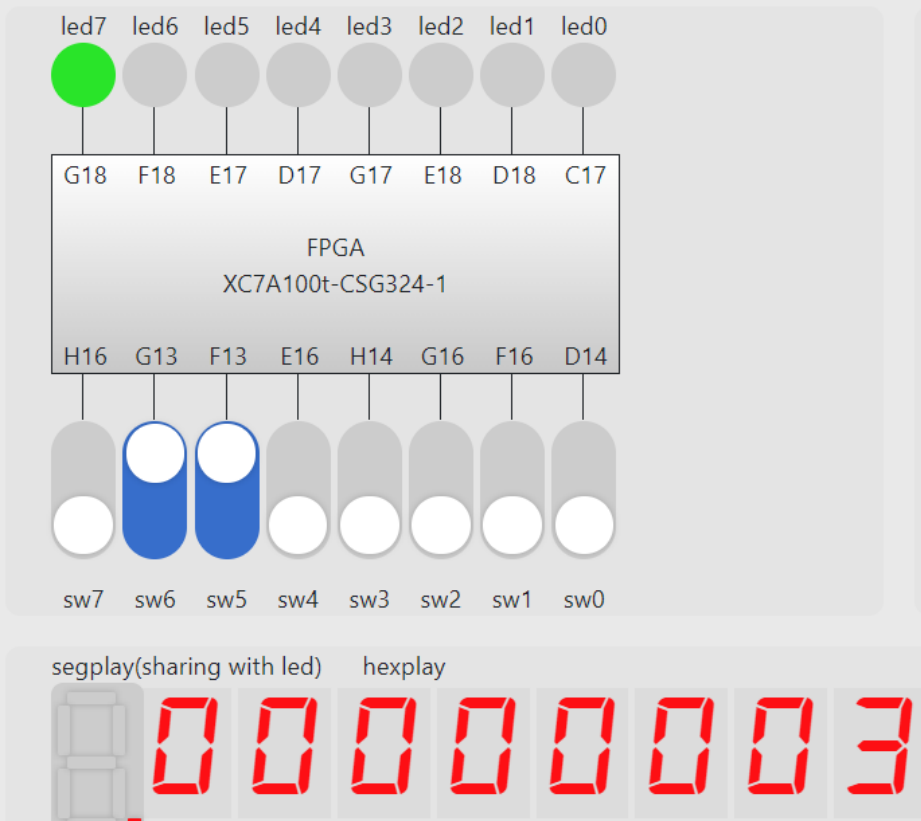 led7 led6 led5 led4 led3 led2 led1 led0
G18 F18 E17 D17 G17 E18 D18 C17
FPGA
XC7A100t-CSG324-1
H16 G13 F13 E16 H14 G16 F16 D14
sw7 sw6 sw5 sw4 sw3 sw2 sw1 sw0
segplay(sharing with led) hexplay
00000003